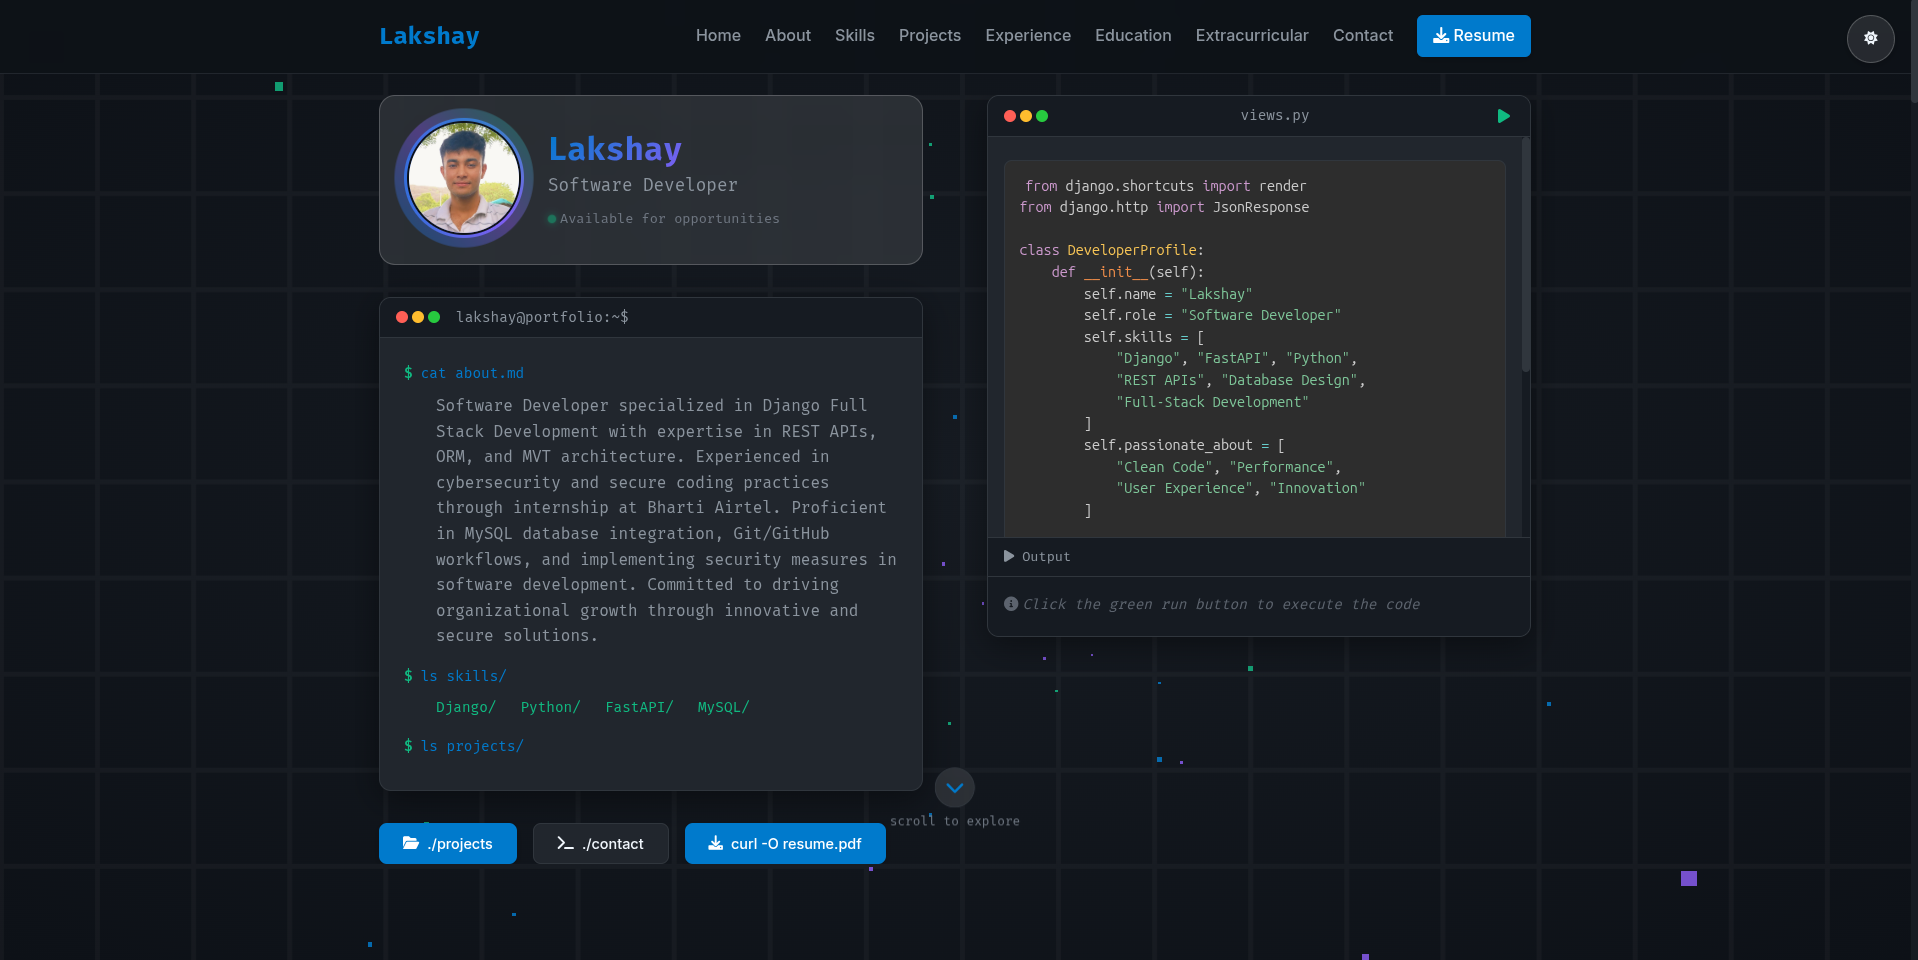 Lakshay
Home About Skills Projects Experience Education Extracurricular Contact Resume
Lakshay
Software Developer
Available for opportunities
lakshay@portfolio:~$
$ cat about.md
Software Developer specialized in Django Full
Stack Development with expertise in REST APIs,
ORM, and MVT architecture. Experienced in
cybersecurity and secure coding practices
through internship at Bharti Airtel. Proficient
in MySQL database integration, Git/GitHub
workflows, and implementing security measures in
software development. Committed to driving
organizational growth through innovative and
secure solutions.
$ ls skills/
Django/ Python/ FastAPI/ MySQL/
$ ls projects/
./projects ./contact curl -O resume.pdf
scroll to explore
views.py
from django.shortcuts import render
from django.http import JsonResponse
class DeveloperProfile:
def __init__(self):
self.name = "Lakshay"
self.role = "Software Developer"
self.skills = [
"Django", "FastAPI", "Python",
"REST APIs", "Database Design",
"Full-Stack Development"
]
self.passionate_about = [
"Clean Code", "Performance",
"User Experience", "Innovation"
]
Output
Click the green run button to execute the code